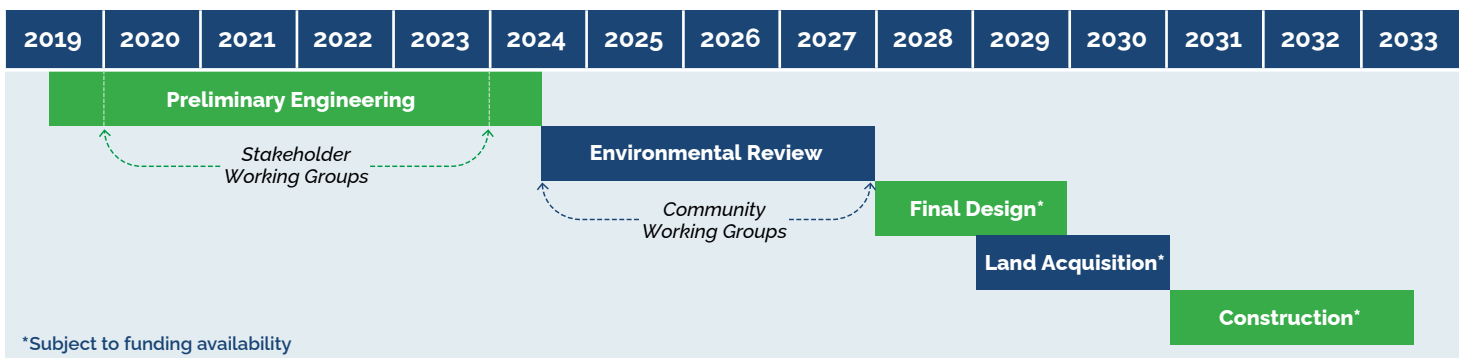 2019 2020 2021 2022 2023 2024 2025 2026 2027 2028 2029 2030 2031 2032 2033
Preliminary Engineering
Stakeholder
Working Groups
Environmental Review
Community
Working Groups
Final Design*
Land Acquisition*
Construction*
*Subject to funding availability